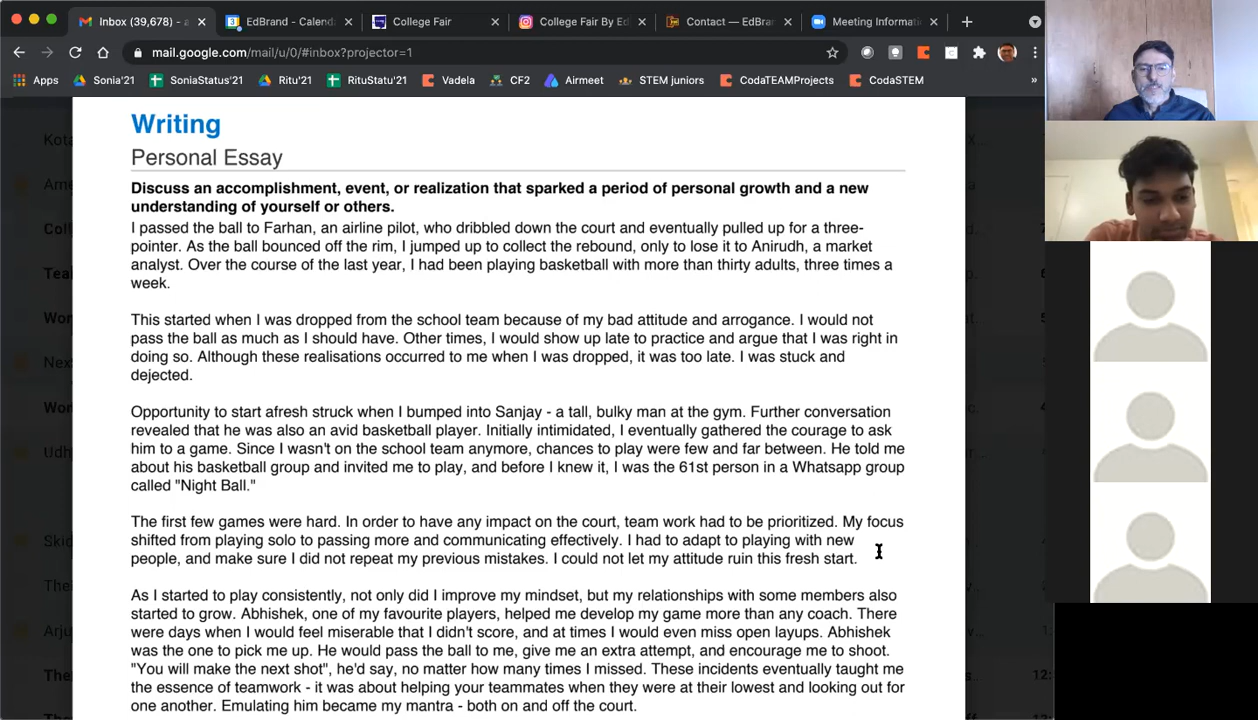 Inbox (39,678) - a
EdBrand - Calend
College Fair
College Fair By Ed
Contact — EdBra
Meeting Informati
mail.google.com/mail/u/0/#inbox?projector=1
Apps
Sonia'21
SoniaStatus'21
Ritu'21
RituStatu'21
Vadela
CF2
Airmeet
STEM juniors
CodaTEAMProjects
CodaSTEM
»
Writing
Personal Essay
Discuss an accomplishment, event, or realization that sparked a period of personal growth and a new
understanding of yourself or others.
I passed the ball to Farhan, an airline pilot, who dribbled down the court and eventually pulled up for a three-
pointer. As the ball bounced off the rim, I jumped up to collect the rebound, only to lose it to Anirudh, a market
analyst. Over the course of the last year, I had been playing basketball with more than thirty adults, three times a
week.
This started when I was dropped from the school team because of my bad attitude and arrogance. I would not
pass the ball as much as I should have. Other times, I would show up late to practice and argue that I was right in
doing so. Although these realisations occurred to me when I was dropped, it was too late. I was stuck and
dejected.
Opportunity to start afresh struck when I bumped into Sanjay - a tall, bulky man at the gym. Further conversation
revealed that he was also an avid basketball player. Initially intimidated, I eventually gathered the courage to ask
him to a game. Since I wasn't on the school team anymore, chances to play were few and far between. He told me
about his basketball group and invited me to play, and before I knew it, I was the 61st person in a Whatsapp group
called "Night Ball."
The first few games were hard. In order to have any impact on the court, team work had to be prioritized. My focus
shifted from playing solo to passing more and communicating effectively. I had to adapt to playing with new
people, and make sure I did not repeat my previous mistakes. I could not let my attitude ruin this fresh start.
As I started to play consistently, not only did I improve my mindset, but my relationships with some members also
started to grow. Abhishek, one of my favourite players, helped me develop my game more than any coach. There
were days when I would feel miserable that I didn't score, and at times I would even miss open layups. Abhishek
was the one to pick me up. He would pass the ball to me, give me an extra attempt, and encourage me to shoot.
"You will make the next shot", he'd say, no matter how many times I missed. These incidents eventually taught me
the essence of teamwork - it was about helping your teammates when they were at their lowest and looking out for
one another. Emulating him became my mantra - both on and off the court.
Kota
Ame
Coll
Tea
Wor
Nex
Wor
Udh
Skid
The
Arju
The
12: